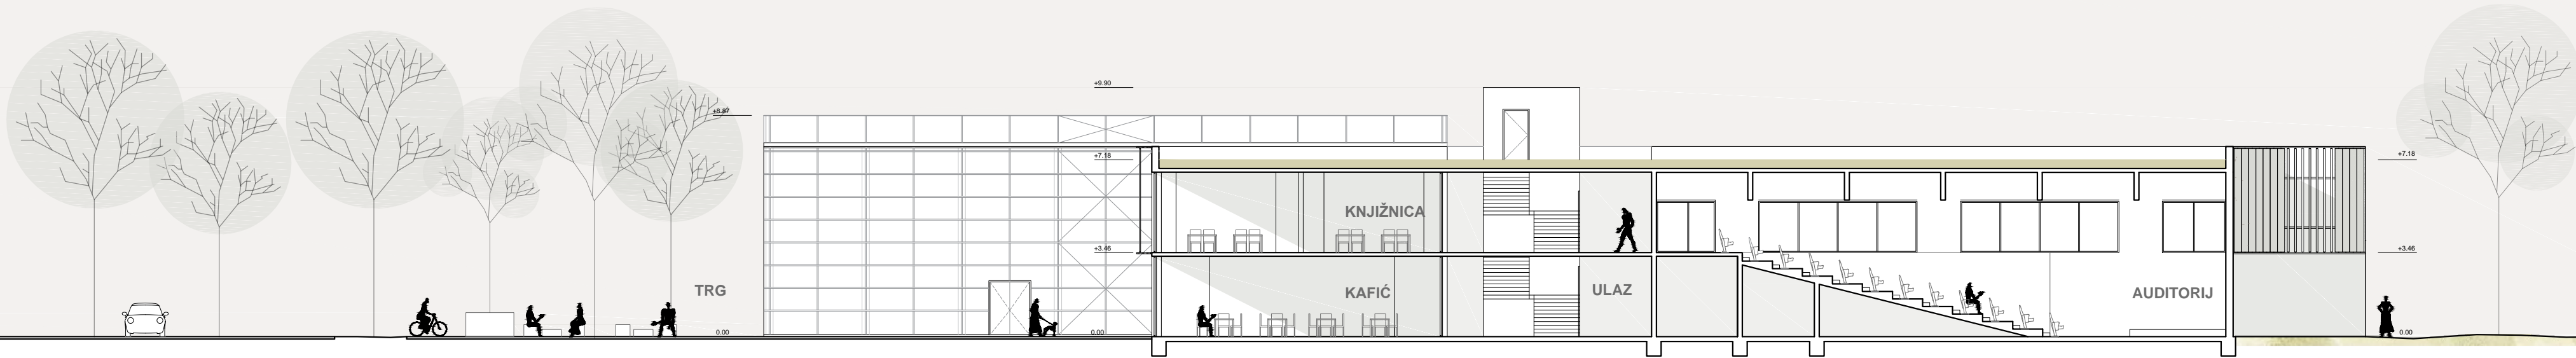 +8.87
TRG
0.00
+9.90
+7.18
+3.46
0.00
KNJIŽNICA
KAFIĆ
ULAZ
AUDITORIJ
+7.18
+3.46
0.00